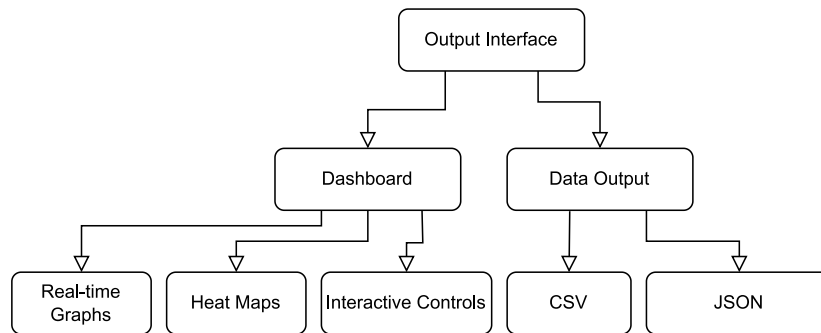 Output Interface
Dashboard
Data Output
Real-time
Graphs
Heat Maps
Interactive Controls
CSV
JSON